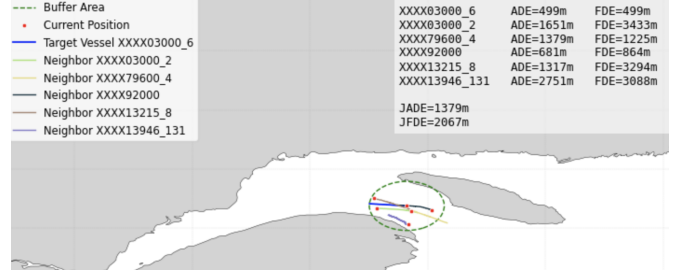 Buffer Area
Current Position
Target Vessel XXXX03000_6
Neighbor XXXX03000_2
Neighbor XXXX79600_4
Neighbor XXXX92000
Neighbor XXXX13215_8
Neighbor XXXX13946_131
XXXX03000_6 ADE=499m FDE=499m
XXXX03000_2 ADE=1651m FDE=3433m
XXXX79600_4 ADE=1379m FDE=1225m
XXXX92000 ADE=681m FDE=864m
XXXX13215_8 ADE=1317m FDE=3294m
XXXX13946_131 ADE=2751m FDE=3088m
JADE=1379m
JFDE=2067m